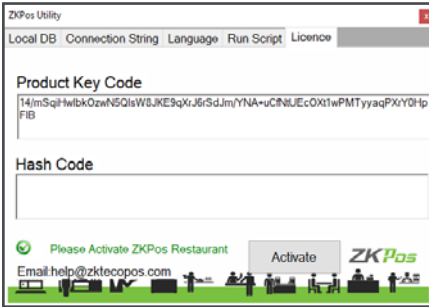 ZKPos Utility
x
Local DB Connection String Language Run Script Licence
Product Key Code
14/mSqiHwIbkOzwN5QIsW8JKE9qXrJ6rSdJm/YNA+uCfNtUEcOXt1wPMTyyaqPXrY0Hp
FIB
Hash Code
Please Activate ZKPos Restaurant
Activate
ZKPos
Email:help@zktecopos.com